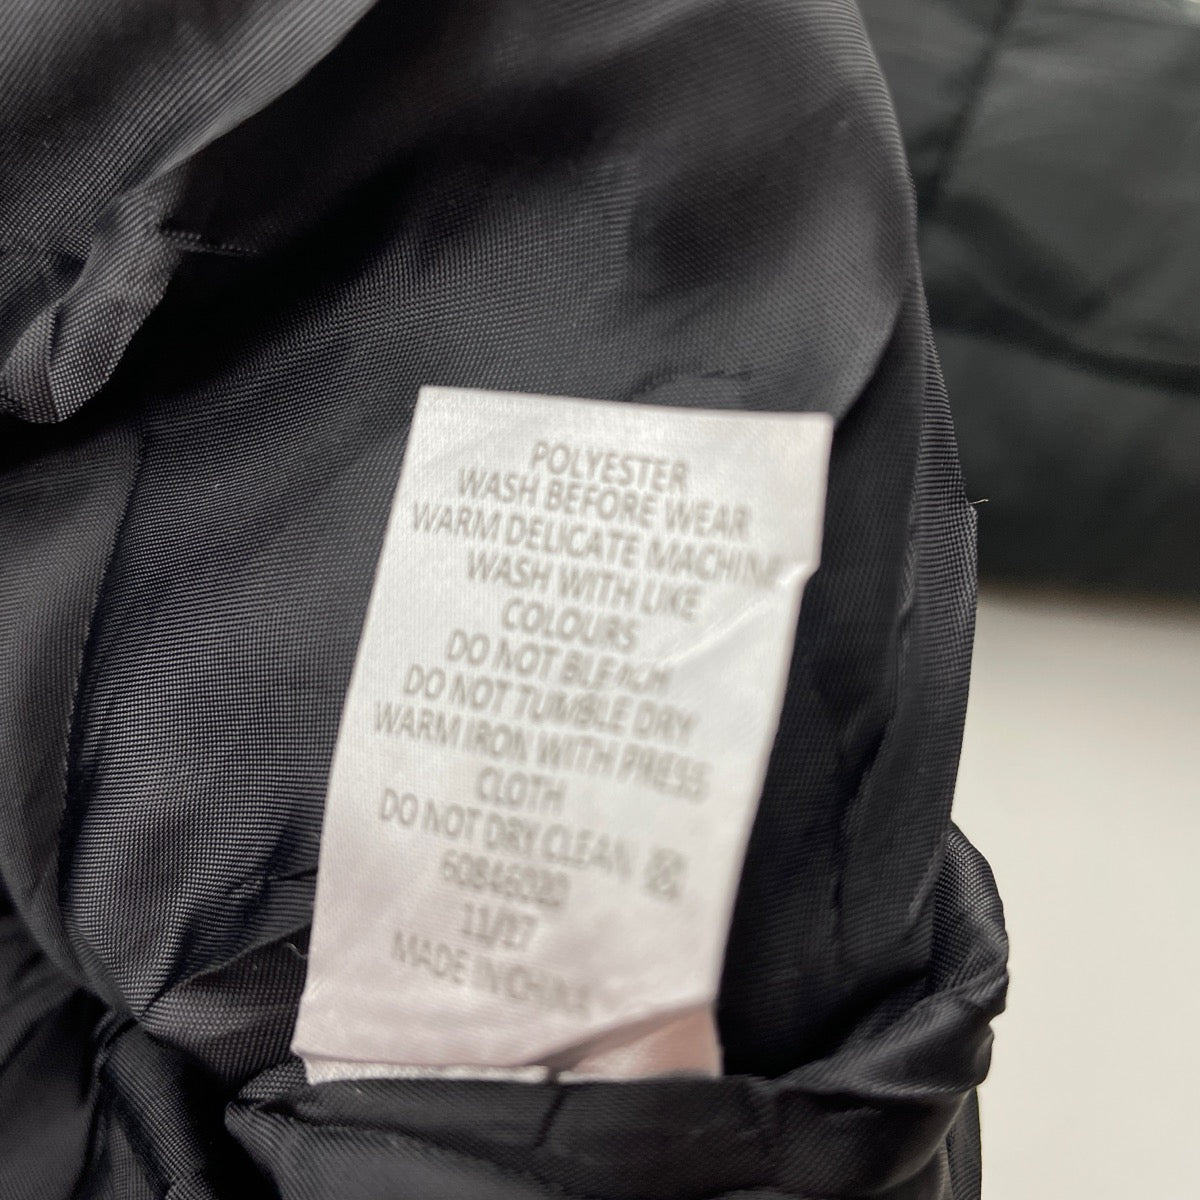 POLYESTER
WASH BEFORE WEAR
WARM DELICATE MACHINE
WASH WITH LIKE
COLOURS
DO NOT BLEACH
DO NOT TUMBLE DRY
WARM IRON WITH PRESS
CLOTH
DO NOT DRY CLEAN
11/17
MADE IN CHINA